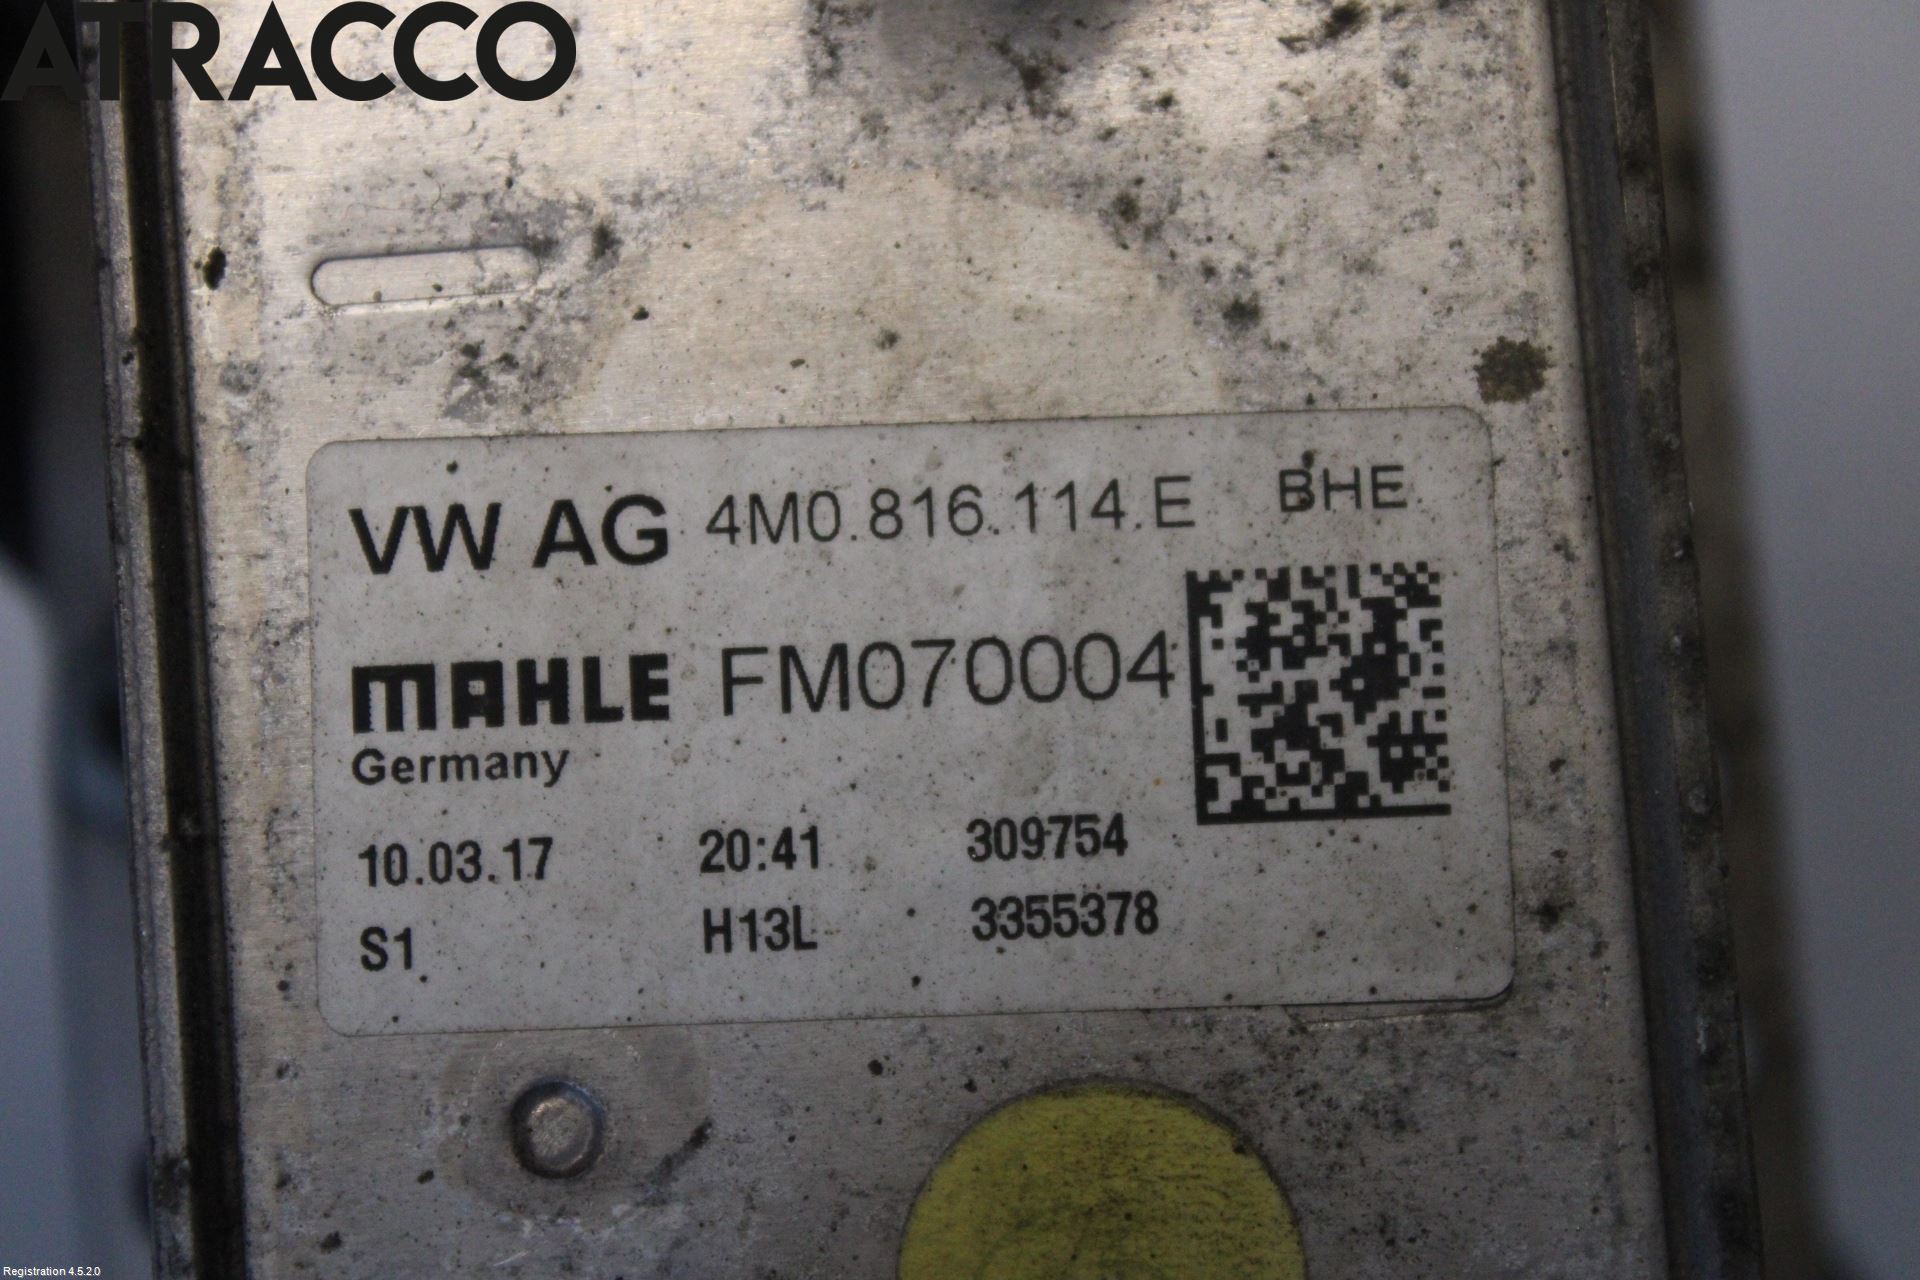 ATRACCO
VW AG 4M0.816.114.E BHE
MAHLE FM070004
Germany
10.03.17 20:41 309754
S1 H13L 3355378
Registration 4.5.2.0